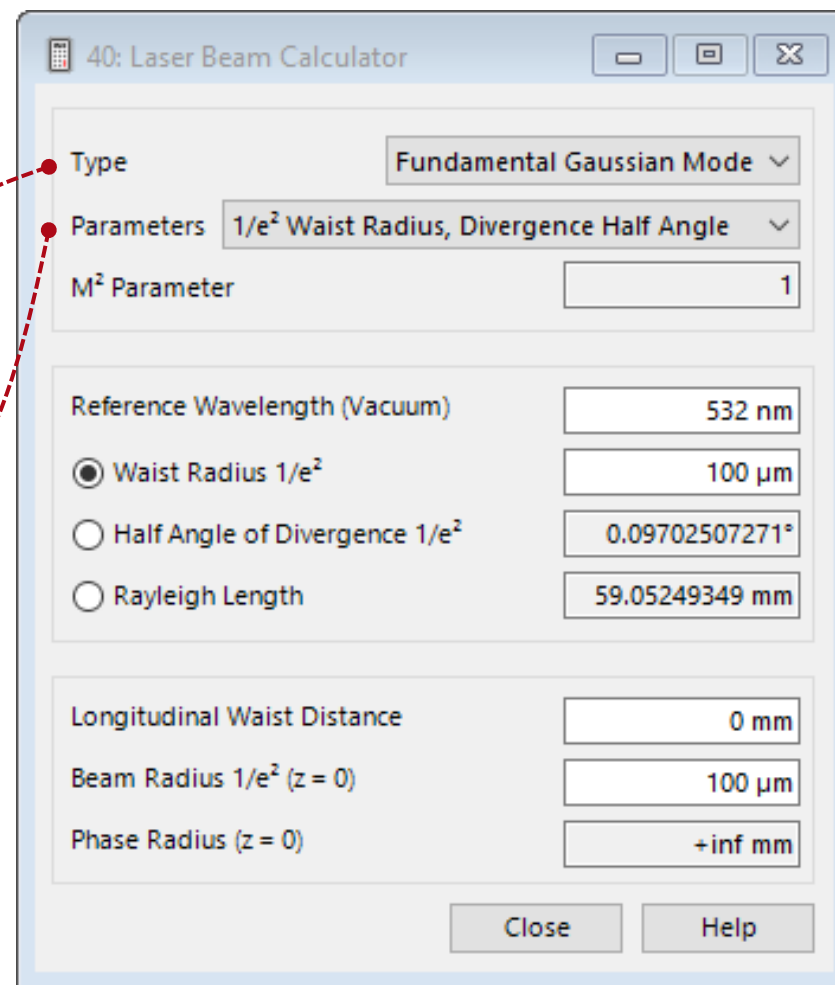 40: Laser Beam Calculator
Type Fundamental Gaussian Mode
Parameters 1/e² Waist Radius, Divergence Half Angle
M² Parameter 1
Reference Wavelength (Vacuum) 532 nm
Waist Radius 1/e² 100 µm
Half Angle of Divergence 1/e² 0.09702507271°
Rayleigh Length 59.05249349 mm
Longitudinal Waist Distance 0 mm
Beam Radius 1/e² (z = 0) 100 µm
Phase Radius (z = 0) +inf mm
Close Help